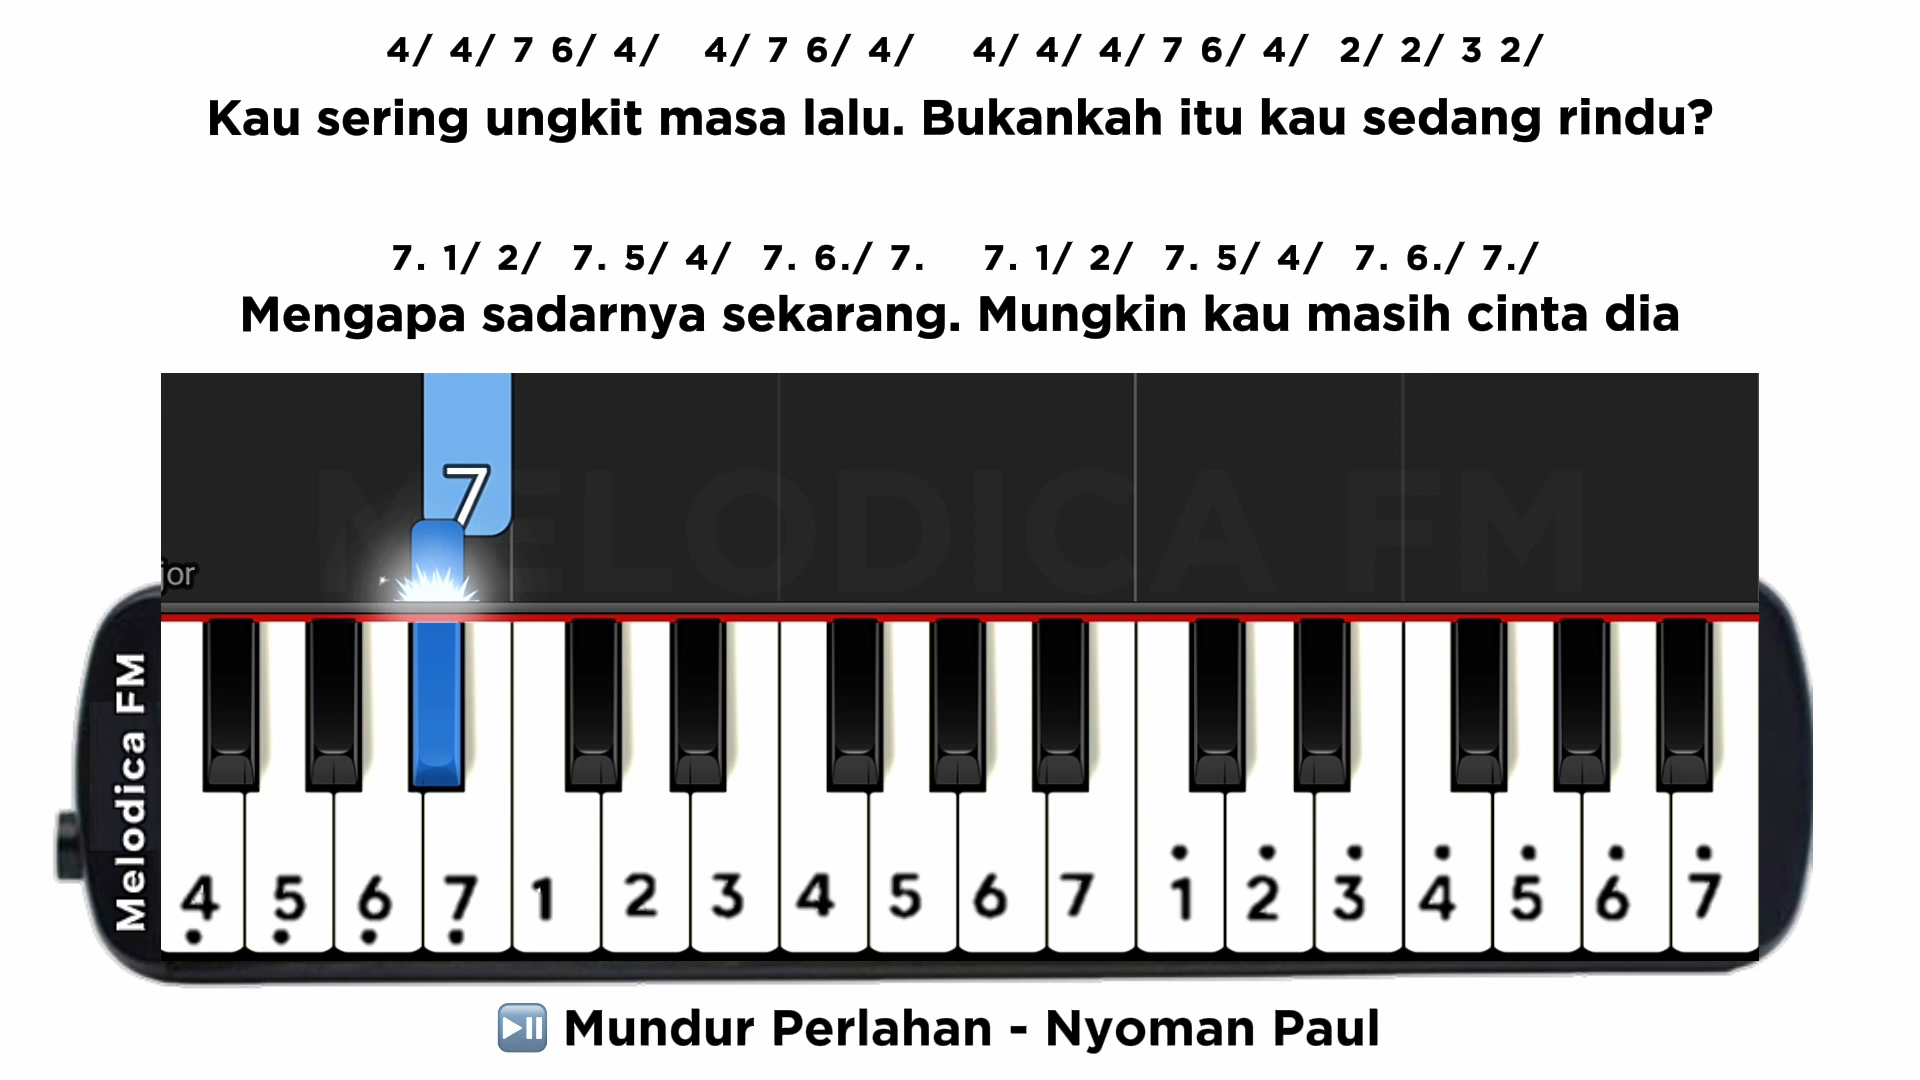 4/ 4/ 7 6/ 4/ 4/ 7 6/ 4/ 4/ 4/ 4/ 7 6/ 4/ 2/ 2/ 3 2/
Kau sering ungkit masa lalu. Bukankah itu kau sedang rindu?
7. 1/ 2/ 7. 5/ 4/ 7. 6./ 7. 7. 1/ 2/ 7. 5/ 4/ 7. 6./ 7./
Mengapa sadarnya sekarang. Mungkin kau masih cinta dia
7
MELODICA FM
jor
Melodica FM
4 5 6 7 1 2 3 4 5 6 7 1 2 3 4 5 6 7
Mundur Perlahan - Nyoman Paul